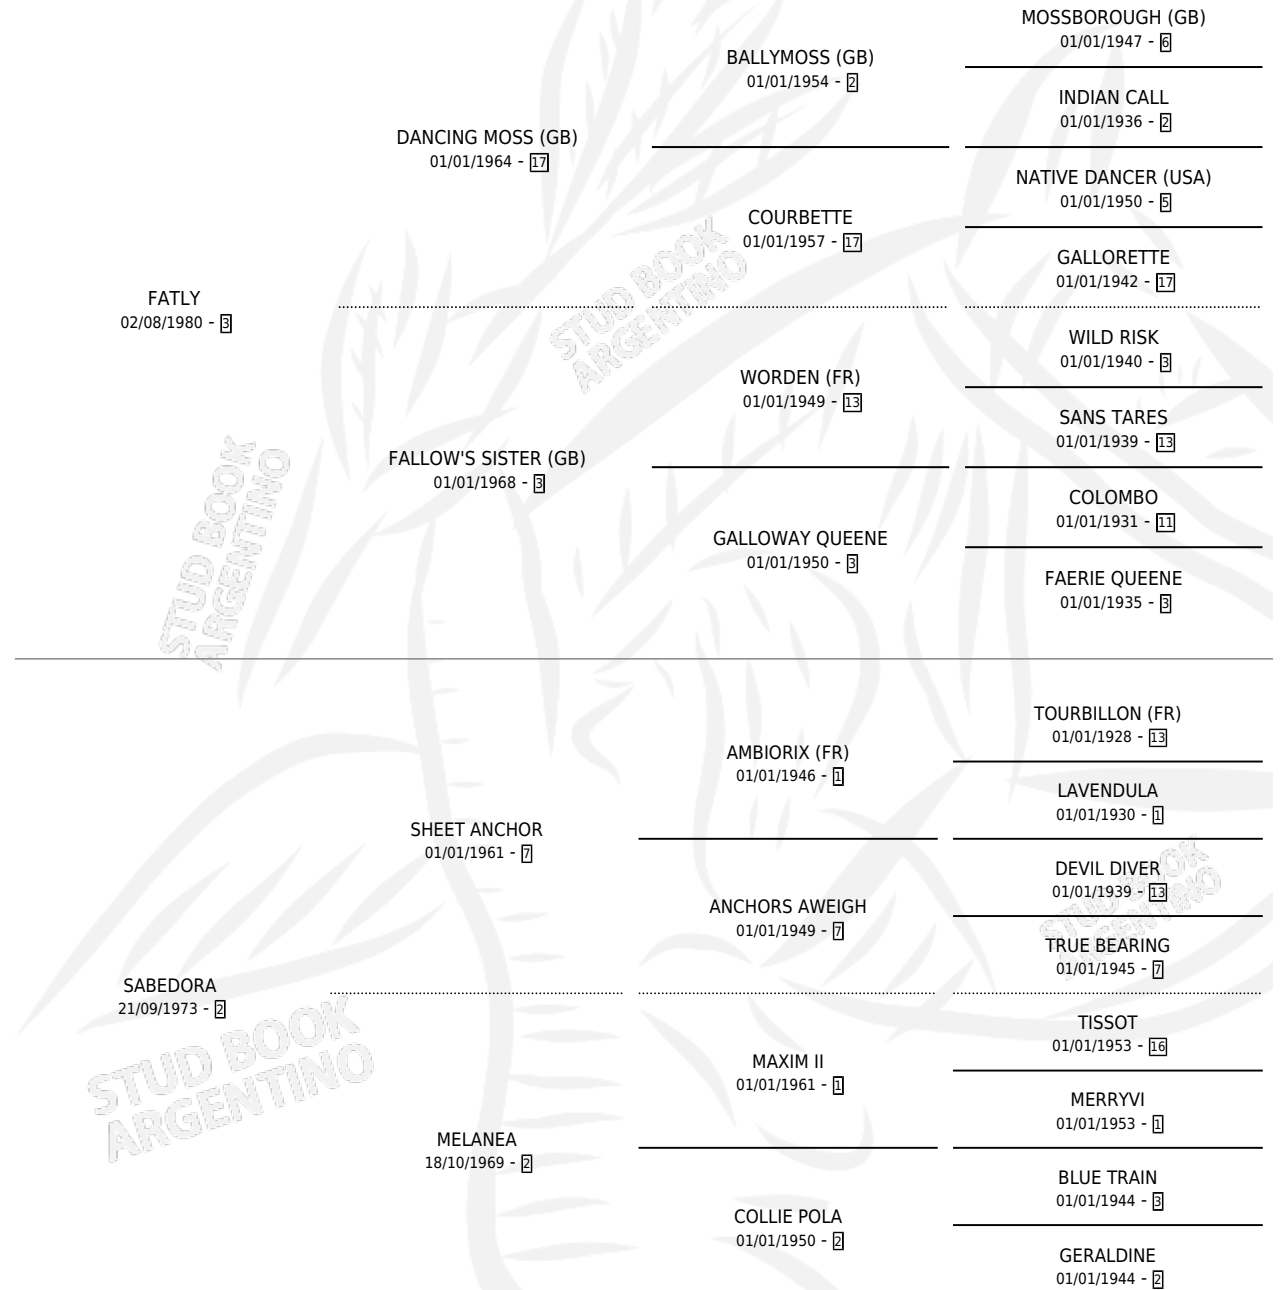 MOSSBOROUGH (GB)
01/01/1947 - 6
BALLYMOSS (GB)
01/01/1954 - 2
INDIAN CALL
01/01/1936 - 2
DANCING MOSS (GB)
01/01/1964 - 17
NATIVE DANCER (USA)
01/01/1950 - 5
COURBETTE
01/01/1957 - 17
GALLORETTE
01/01/1942 - 17
FATLY
02/08/1980 - 3
WILD RISK
01/01/1940 - 3
WORDEN (FR)
01/01/1949 - 13
SANS TARES
01/01/1939 - 13
FALLOW'S SISTER (GB)
01/01/1968 - 3
COLOMBO
01/01/1931 - 11
GALLOWAY QUEENE
01/01/1950 - 3
FAERIE QUEENE
01/01/1935 - 3
STUD BOOK
ARGENTINO
STUD BOOK
ARGENTINO
TOURBILLON (FR)
01/01/1928 - 13
AMBIORIX (FR)
01/01/1946 - 1
LAVENDULA
01/01/1930 - 1
SHEET ANCHOR
01/01/1961 - 7
DEVIL DIVER
01/01/1939 - 13
ANCHORS AWEIGH
01/01/1949 - 7
TRUE BEARING
01/01/1945 - 7
SABEDORA
21/09/1973 - 2
TISSOT
01/01/1953 - 16
MAXIM II
01/01/1961 - 1
MERRYVI
01/01/1953 - 1
MELANEA
18/10/1969 - 2
BLUE TRAIN
01/01/1944 - 3
COLLIE POLA
01/01/1950 - 2
GERALDINE
01/01/1944 - 2
STUD BOOK
ARGENTINO
STUD BOOK
ARGENTINO